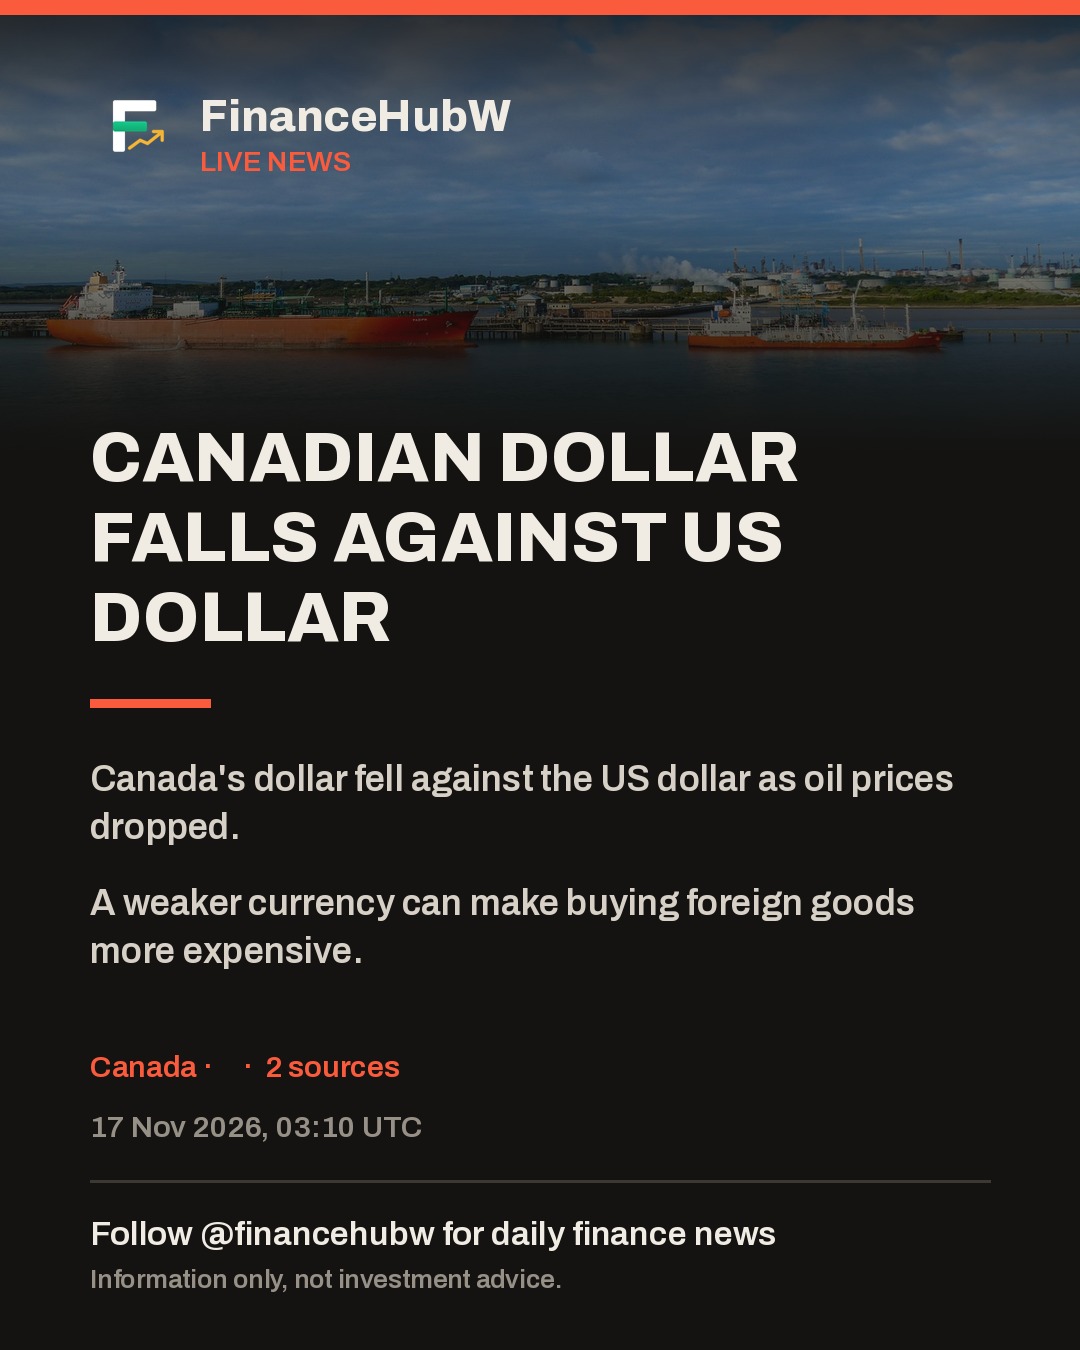 FinanceHubW
LIVE NEWS
CANADIAN DOLLAR
FALLS AGAINST US
DOLLAR
Canada's dollar fell against the US dollar as oil prices
dropped.
A weaker currency can make buying foreign goods
more expensive.
Canada · · 2 sources
17 Nov 2026, 03:10 UTC
Follow @financehubw for daily finance news
Information only, not investment advice.